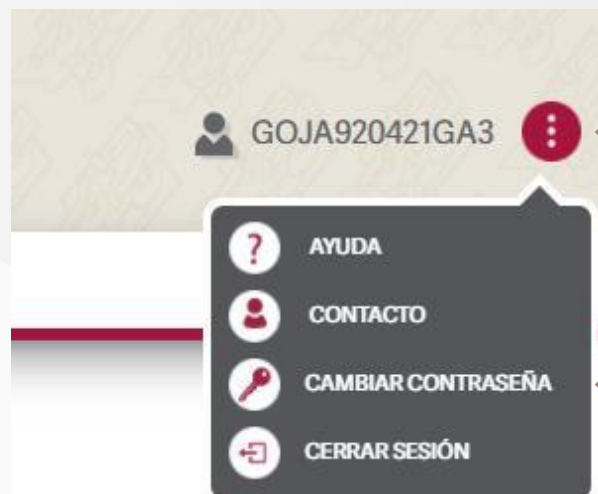 GOJA920421GA3
AYUDA
CONTACTO
CAMBIAR CONTRASEÑA
CERRAR SESIÓN